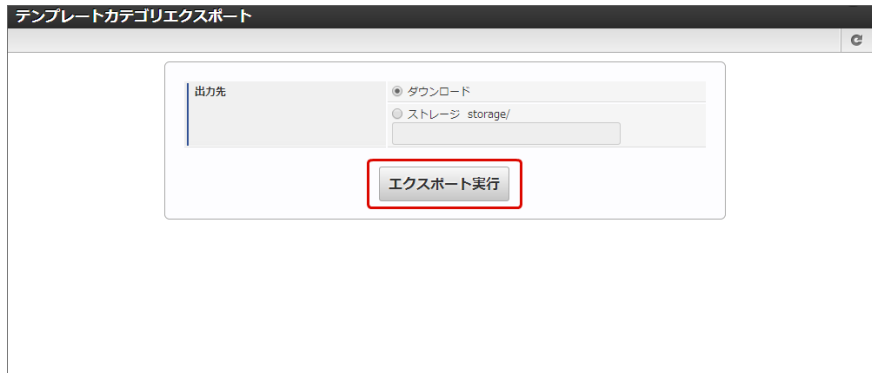 テンプレートカテゴリエクスポート
出力先
ダウンロード
ストレージ storage/
エクスポート実行